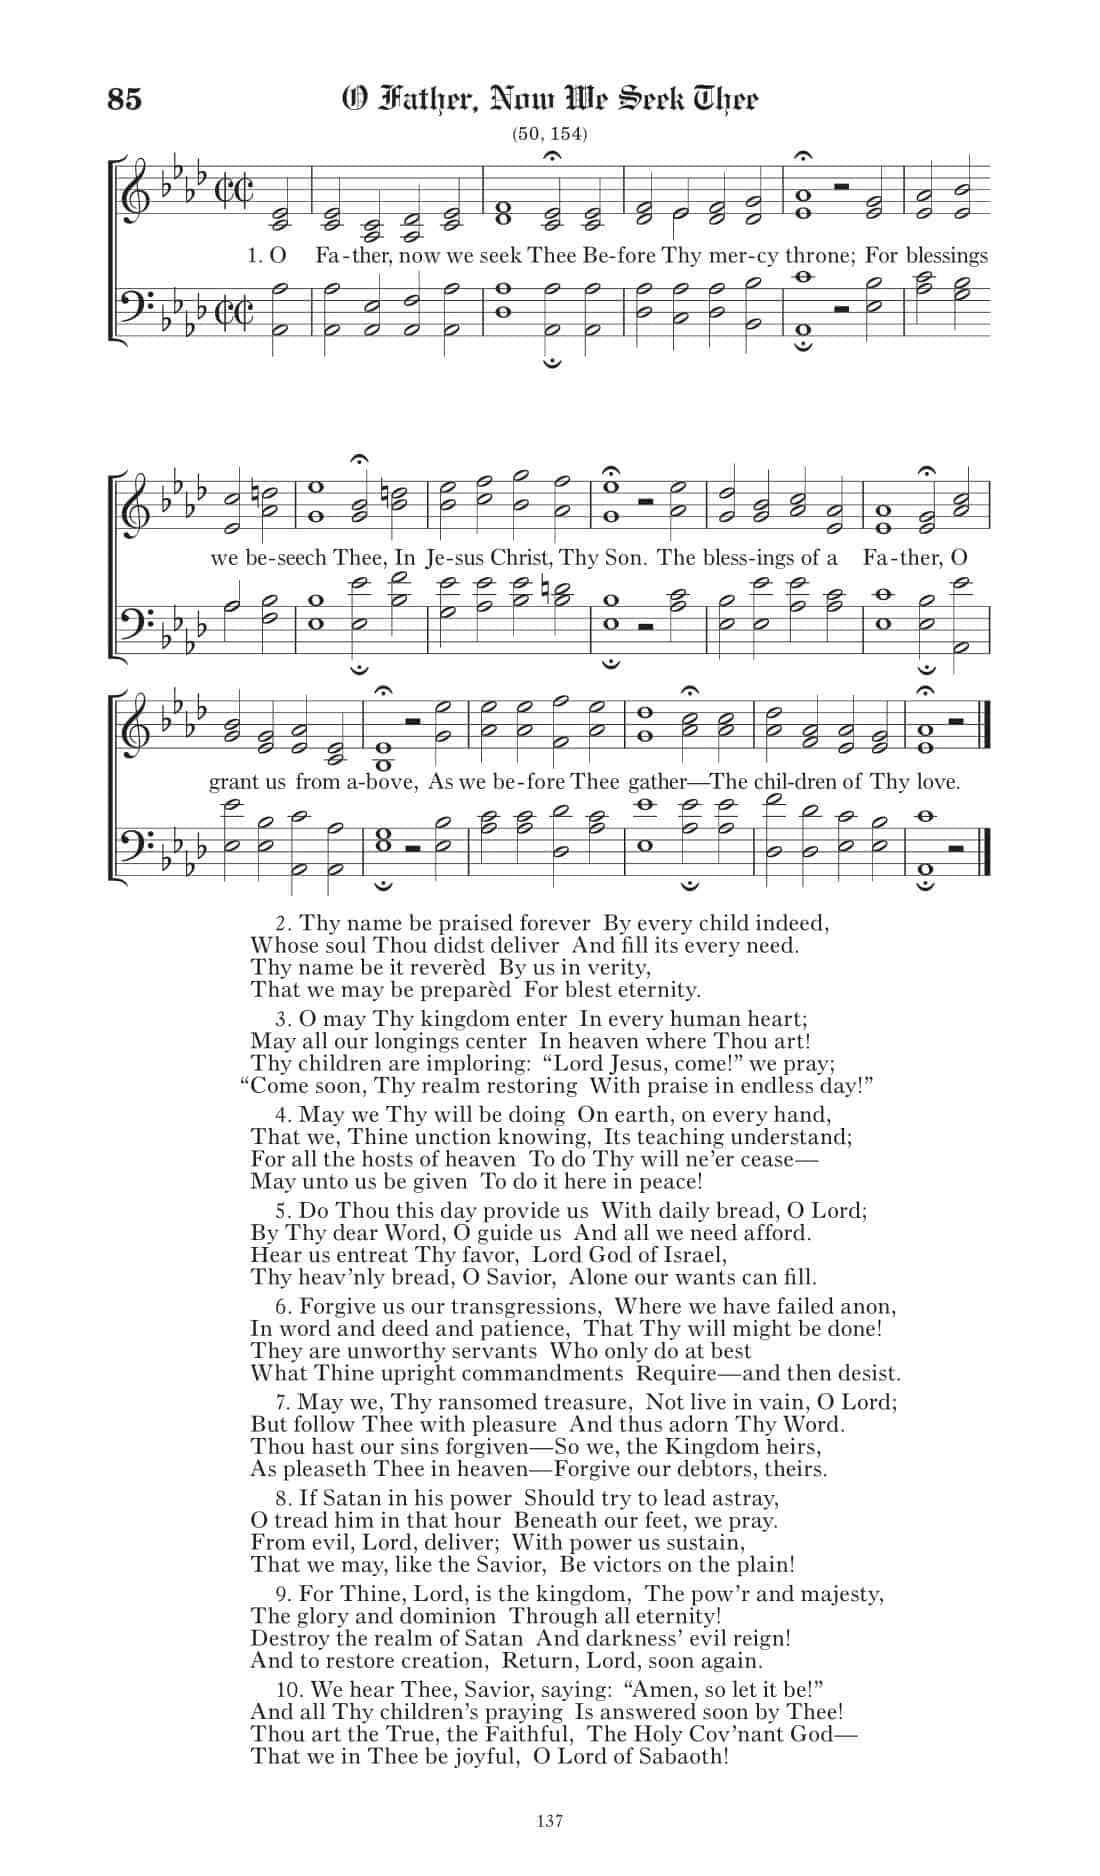 85 O Father, Now We Seek Thee
(50, 154)
1. O Fa-ther, now we seek Thee Be-fore Thy mer-cy throne; For blessings
we be-seech Thee, In Je-sus Christ, Thy Son. The bless-ings of a Fa-ther, O
grant us from a-bove, As we be-fore Thee gather—The chil-dren of Thy love.
2. Thy name be praised forever By every child indeed,
Whose soul Thou didst deliver And fill its every need.
Thy name be it reverèd By us in verity,
That we may be preparèd For blest eternity.
3. O may Thy kingdom enter In every human heart;
May all our longings center In heaven where Thou art!
Thy children are imploring: “Lord Jesus, come!” we pray;
“Come soon, Thy realm restoring With praise in endless day!”
4. May we Thy will be doing On earth, on every hand,
That we, Thine unction knowing, Its teaching understand;
For all the hosts of heaven To do Thy will ne’er cease—
May unto us be given To do it here in peace!
5. Do Thou this day provide us With daily bread, O Lord;
By Thy dear Word, O guide us And all we need afford.
Hear us entreat Thy favor, Lord God of Israel,
Thy heav’nly bread, O Savior, Alone our wants can fill.
6. Forgive us our transgressions, Where we have failed anon,
In word and deed and patience, That Thy will might be done!
They are unworthy servants Who only do at best
What Thine upright commandments Require—and then desist.
7. May we, Thy ransomed treasure, Not live in vain, O Lord;
But follow Thee with pleasure And thus adorn Thy Word.
Thou hast our sins forgiven—So we, the Kingdom heirs,
As pleaseth Thee in heaven—Forgive our debtors, theirs.
8. If Satan in his power Should try to lead astray,
O tread him in that hour Beneath our feet, we pray.
From evil, Lord, deliver; With power us sustain,
That we may, like the Savior, Be victors on the plain!
9. For Thine, Lord, is the kingdom, The pow’r and majesty,
The glory and dominion Through all eternity!
Destroy the realm of Satan And darkness’ evil reign!
And to restore creation, Return, Lord, soon again.
10. We hear Thee, Savior, saying: “Amen, so let it be!”
And all Thy children’s praying Is answered soon by Thee!
Thou art the True, the Faithful, The Holy Cov’nant God—
That we in Thee be joyful, O Lord of Sabaoth!
137